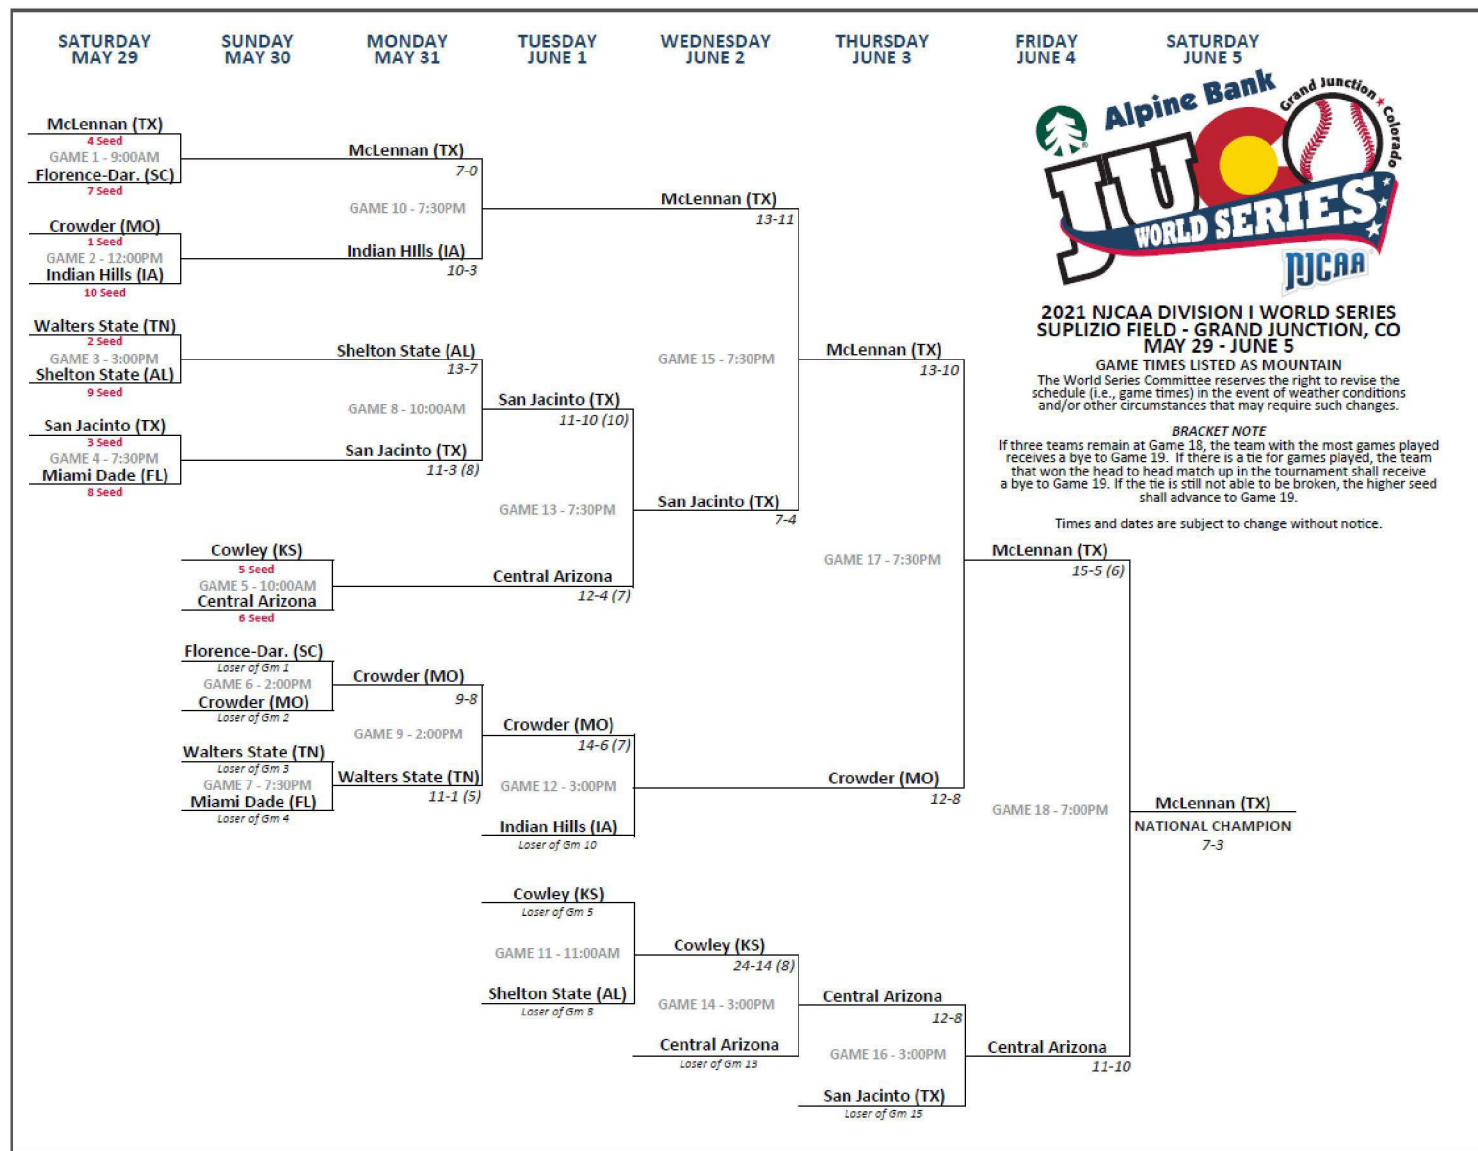 SATURDAY
MAY 29
SUNDAY
MAY 30
MONDAY
MAY 31
TUESDAY
JUNE 1
WEDNESDAY
JUNE 2
THURSDAY
JUNE 3
FRIDAY
JUNE 4
SATURDAY
JUNE 5
McLennan (TX)
4 Seed
GAME 1 - 9:00AM
Florence-Dar. (SC)
7 Seed
Crowder (MO)
1 Seed
GAME 2 - 12:00PM
Indian Hills (IA)
10 Seed
Walters State (TN)
2 Seed
GAME 3 - 3:00PM
Shelton State (AL)
9 Seed
San Jacinto (TX)
3 Seed
GAME 4 - 7:30PM
Miami Dade (FL)
8 Seed
Cowley (KS)
5 Seed
GAME 5 - 10:00AM
Central Arizona
6 Seed
Florence-Dar. (SC)
Loser of Gm 1
GAME 6 - 2:00PM
Crowder (MO)
Loser of Gm 2
Walters State (TN)
Loser of Gm 3
GAME 7 - 7:30PM
Miami Dade (FL)
Loser of Gm 4
McLennan (TX)
7-0
GAME 10 - 7:30PM
Indian HIlls (IA)
10-3
Shelton State (AL)
13-7
GAME 8 - 10:00AM
San Jacinto (TX)
11-3 (8)
Crowder (MO)
9-8
GAME 9 - 2:00PM
Walters State (TN)
11-1 (5)
San Jacinto (TX)
11-10 (10)
GAME 13 - 7:30PM
Central Arizona
12-4 (7)
Crowder (MO)
14-6 (7)
GAME 12 - 3:00PM
Indian Hills (IA)
Loser of Gm 10
Cowley (KS)
Loser of Gm 5
GAME 11 - 11:00AM
Shelton State (AL)
Loser of Gm 8
McLennan (TX)
13-11
GAME 15 - 7:30PM
San Jacinto (TX)
7-4
Cowley (KS)
24-14 (8)
GAME 14 - 3:00PM
Central Arizona
Loser of Gm 13
McLennan (TX)
13-10
GAME 17 - 7:30PM
Crowder (MO)
12-8
Central Arizona
12-8
GAME 16 - 3:00PM
San Jacinto (TX)
Loser of Gm 15
McLennan (TX)
15-5 (6)
GAME 18 - 7:00PM
Central Arizona
11-10
McLennan (TX)
NATIONAL CHAMPION
7-3
Alpine Bank
Grand Junction ★ Colorado
JUCO
WORLD SERIES
NJCAA
2021 NJCAA DIVISION I WORLD SERIES
SUPLIZIO FIELD - GRAND JUNCTION, CO
MAY 29 - JUNE 5
GAME TIMES LISTED AS MOUNTAIN
The World Series Committee reserves the right to revise the
schedule (i.e., game times) in the event of weather conditions
and/or other circumstances that may require such changes.
BRACKET NOTE
If three teams remain at Game 18, the team with the most games played
receives a bye to Game 19. If there is a tie for games played, the team
that won the head to head match up in the tournament shall receive
a bye to Game 19. If the tie is still not able to be broken, the higher seed
shall advance to Game 19.
Times and dates are subject to change without notice.